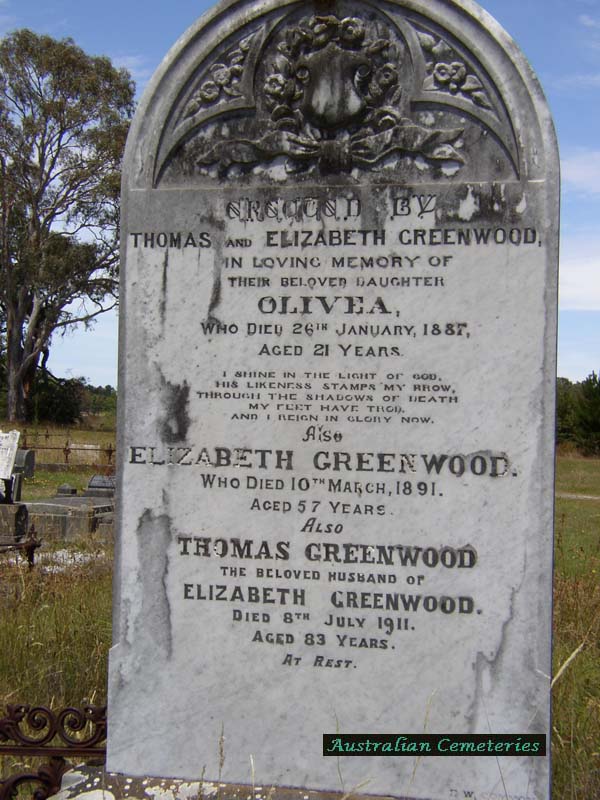 ERECTED BY
THOMAS AND ELIZABETH GREENWOOD,
IN LOVING MEMORY OF
THEIR BELOVED DAUGHTER
OLIVEA,
WHO DIED 26TH JANUARY, 1887,
AGED 21 YEARS.
I SHINE IN THE LIGHT OF GOD,
HIS LIKENESS STAMPS MY BROW,
THROUGH THE SHADOWS OF DEATH
MY FEET HAVE TROD,
AND I REIGN IN GLORY NOW.
Also
ELIZABETH GREENWOOD.
WHO DIED 10TH MARCH, 1891.
AGED 57 YEARS.
ALSO
THOMAS GREENWOOD
THE BELOVED HUSBAND OF
ELIZABETH GREENWOOD.
DIED 8TH JULY 1911.
AGED 83 YEARS.
AT REST.
Australian Cemeteries